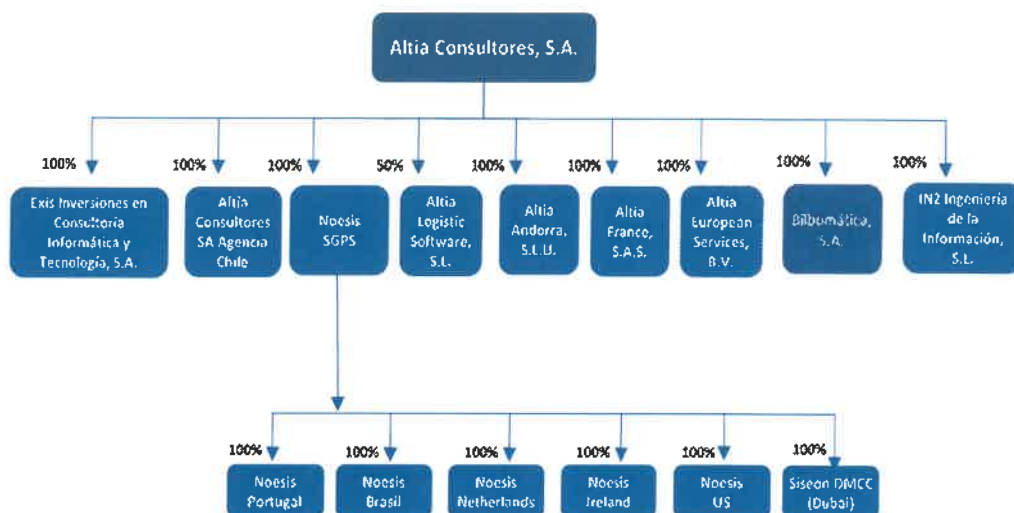 Altia Consultores, S.A.
100% 100% 100% 50% 100% 100% 100% 100% 100%
Exis Inversiones en
Consultoría
Informática y
Tecnología, S.A.
Altia
Consultores
SA Agencia
Chile
Noesis
SGPS
Altia
Logistic
Software,
S.L.
Altia
Andorra,
S.L.U.
Altia
France,
S.A.S.
Altia
European
Services,
B.V.
Bilbomática,
S.A.
IN2 Ingeniería
de la
Información,
S.L.
100% 100% 100% 100% 100% 100%
Noesis
Portugal
Noesis
Brasil
Noesis
Netherlands
Noesis
Ireland
Noesis
US
Siseon DMCC
(Dubai)